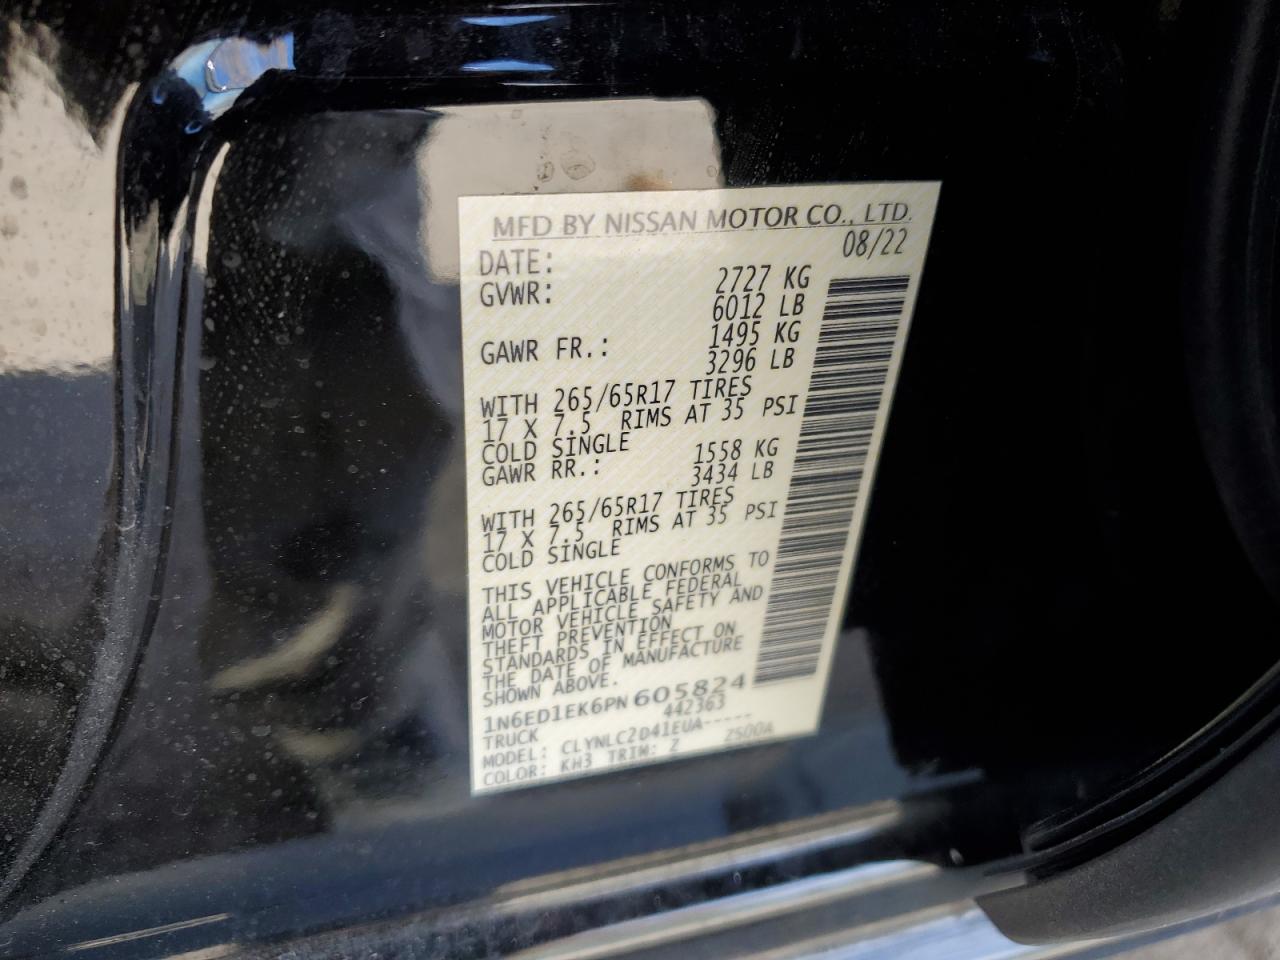 MFD BY NISSAN MOTOR CO., LTD.
DATE: 08/22
GVWR: 2727 KG
6012 LB
GAWR FR.: 1495 KG
3296 LB
WITH 265/65R17 TIRES
17 X 7.5 RIMS AT 35 PSI
COLD SINGLE
GAWR RR.: 1558 KG
3434 LB
WITH 265/65R17 TIRES
17 X 7.5 RIMS AT 35 PSI
COLD SINGLE
THIS VEHICLE CONFORMS TO
ALL APPLICABLE FEDERAL
MOTOR VEHICLE SAFETY AND
THEFT PREVENTION
STANDARDS IN EFFECT ON
THE DATE OF MANUFACTURE
SHOWN ABOVE.
1N6ED1EK6PN605824
TRUCK 442363
MODEL: CLYNLC2D41EUA-----
COLOR: KH3 TRIM: Z ZS00A